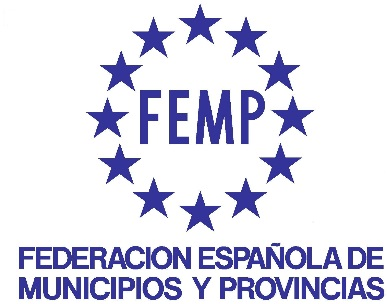 FEMP
FEDERACION ESPAÑOLA DE
MUNICIPIOS Y PROVINCIAS